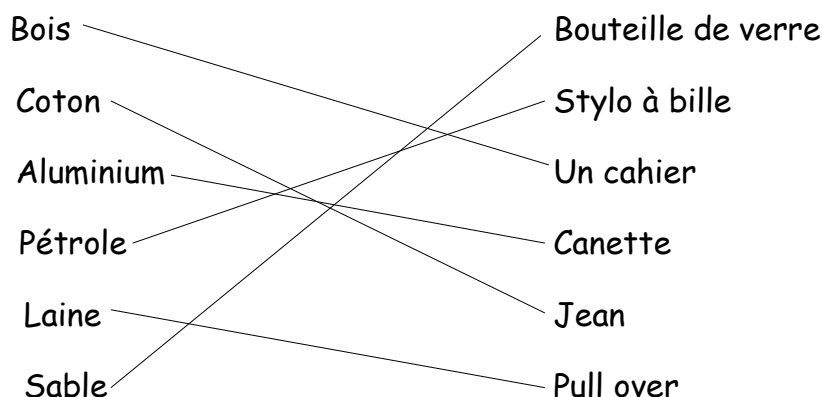 Bois Bouteille de verre
Coton Stylo à bille
Aluminium Un cahier
Pétrole Canette
Laine Jean
Sable Pull over